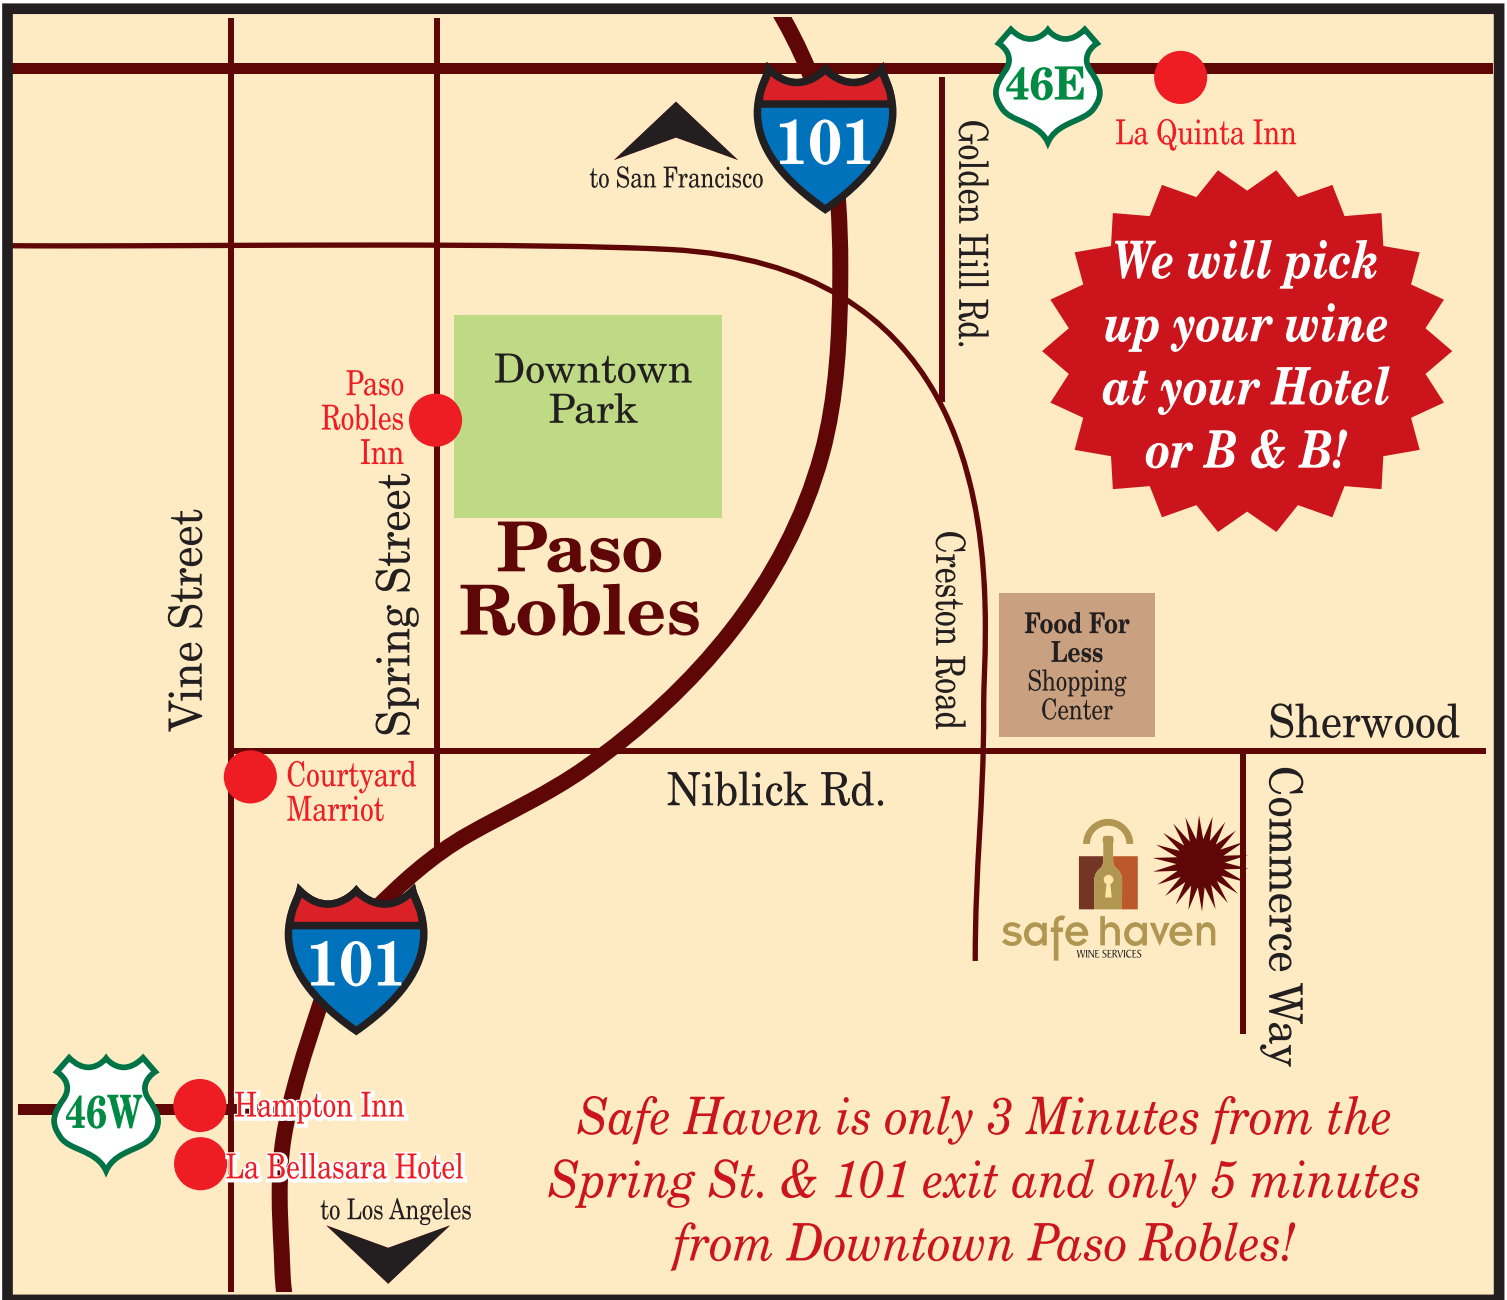 46E
La Quinta Inn
101
to San Francisco
Golden Hill Rd.
We will pick
up your wine
at your Hotel
or B & B!
Downtown
Park
Paso
Robles
Inn
Paso
Robles
Vine Street
Spring Street
Creston Road
Food For
Less
Shopping
Center
Sherwood
Niblick Rd.
Courtyard
Marriot
Commerce Way
safe haven
WINE SERVICES
101
46W
Hampton Inn
La Bellasara Hotel
to Los Angeles
Safe Haven is only 3 Minutes from the
Spring St. & 101 exit and only 5 minutes
from Downtown Paso Robles!